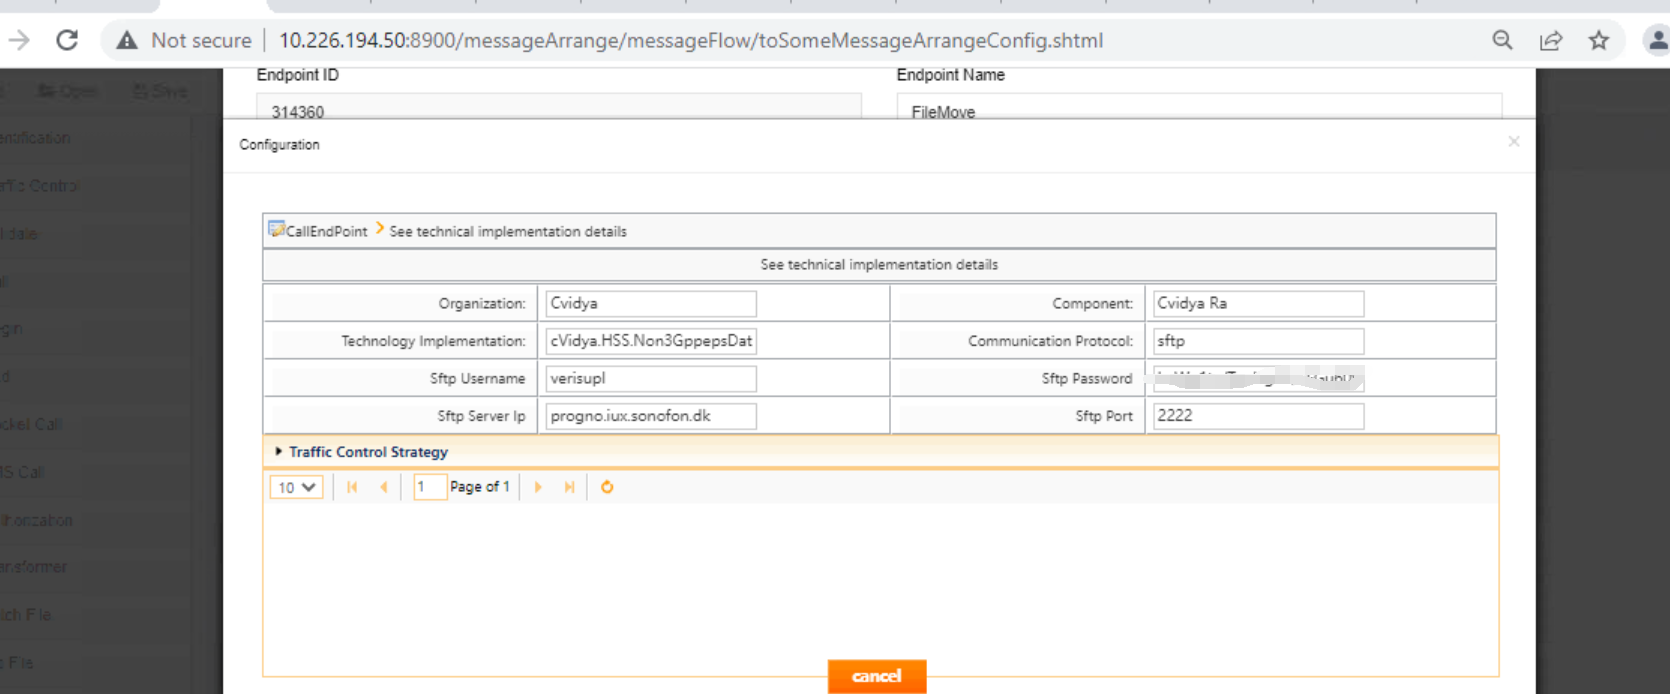 Not secure 10.226.194.50:8900/messageArrange/messageFlow/toSomeMessageArrangeConfig.shtml
Open Save
Endpoint ID Endpoint Name
314360 FileMove
Configuration
CallEndPoint See technical implementation details
See technical implementation details
Organization: Cvidya Component: Cvidya Ra
Technology Implementation: cVidya.HSS.Non3GppepsDat Communication Protocol: sftp
Sftp Username verisupl Sftp Password
Sftp Server Ip progno.iux.sonofon.dk Sftp Port 2222
Traffic Control Strategy
10 1 Page of 1
cancel